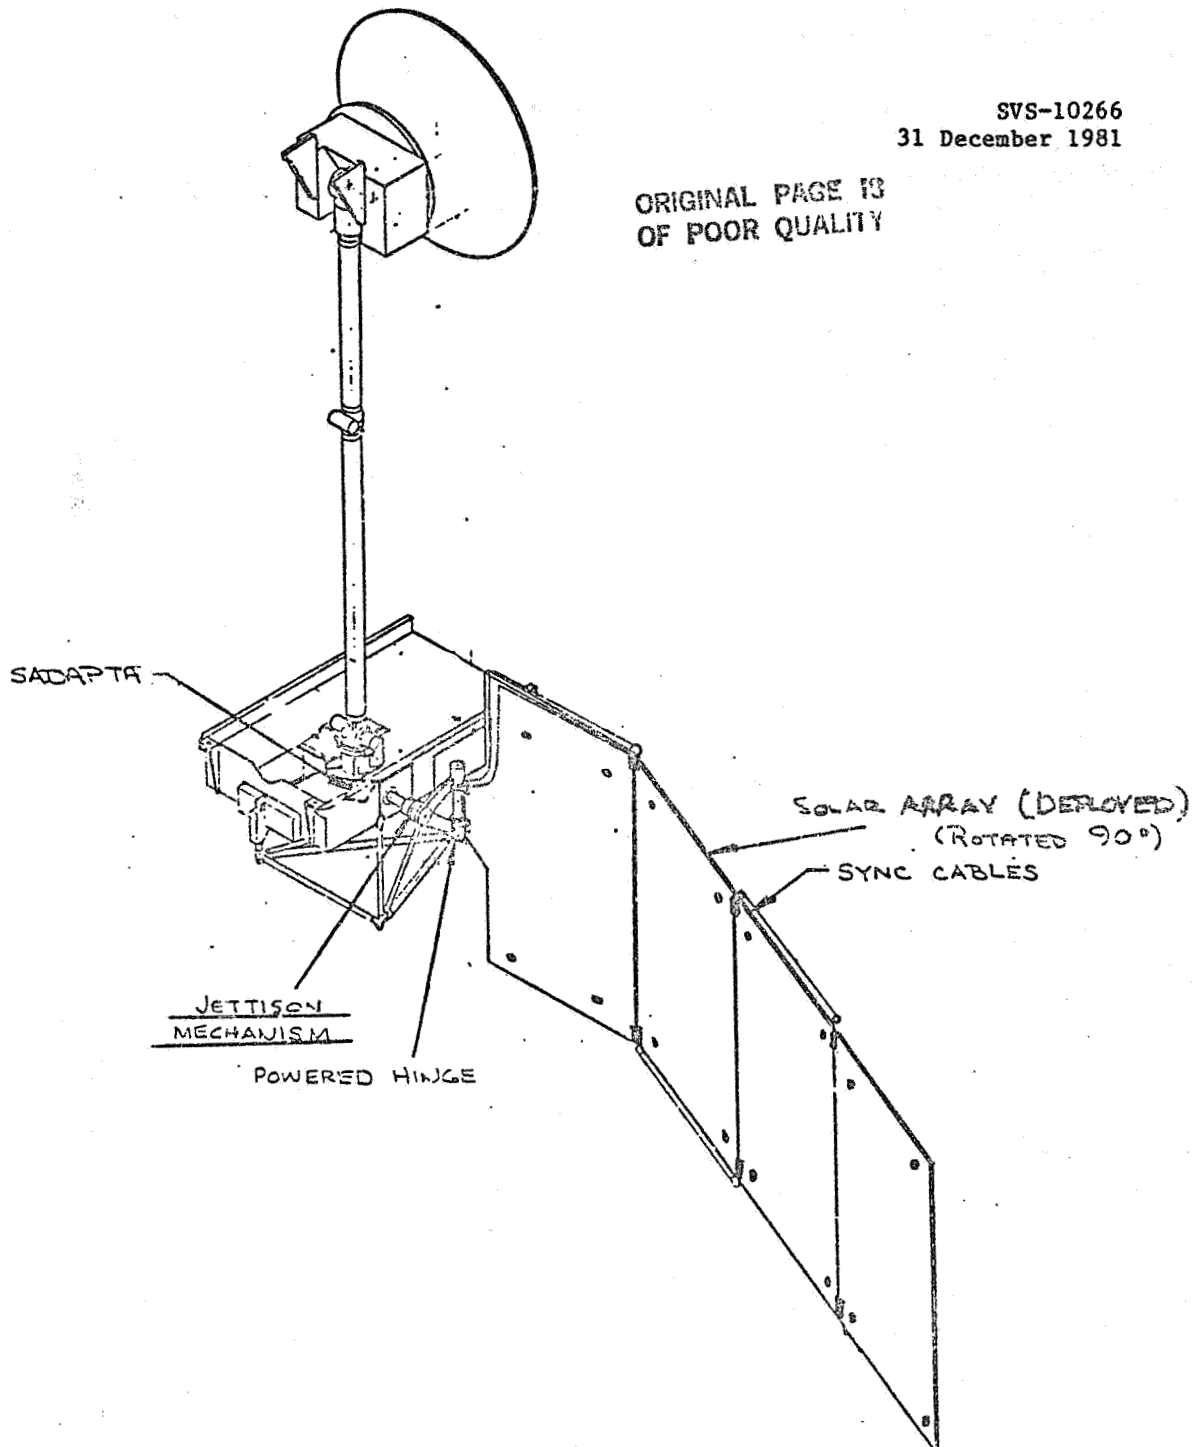 SVS-10266
31 December 1981
ORIGINAL PAGE IS
OF POOR QUALITY
SADAPTA
SOLAR ARRAY (DEPLOYED)
(ROTATED 90°)
SYNC CABLES
JETTISON
MECHANISM
POWERED HINGE